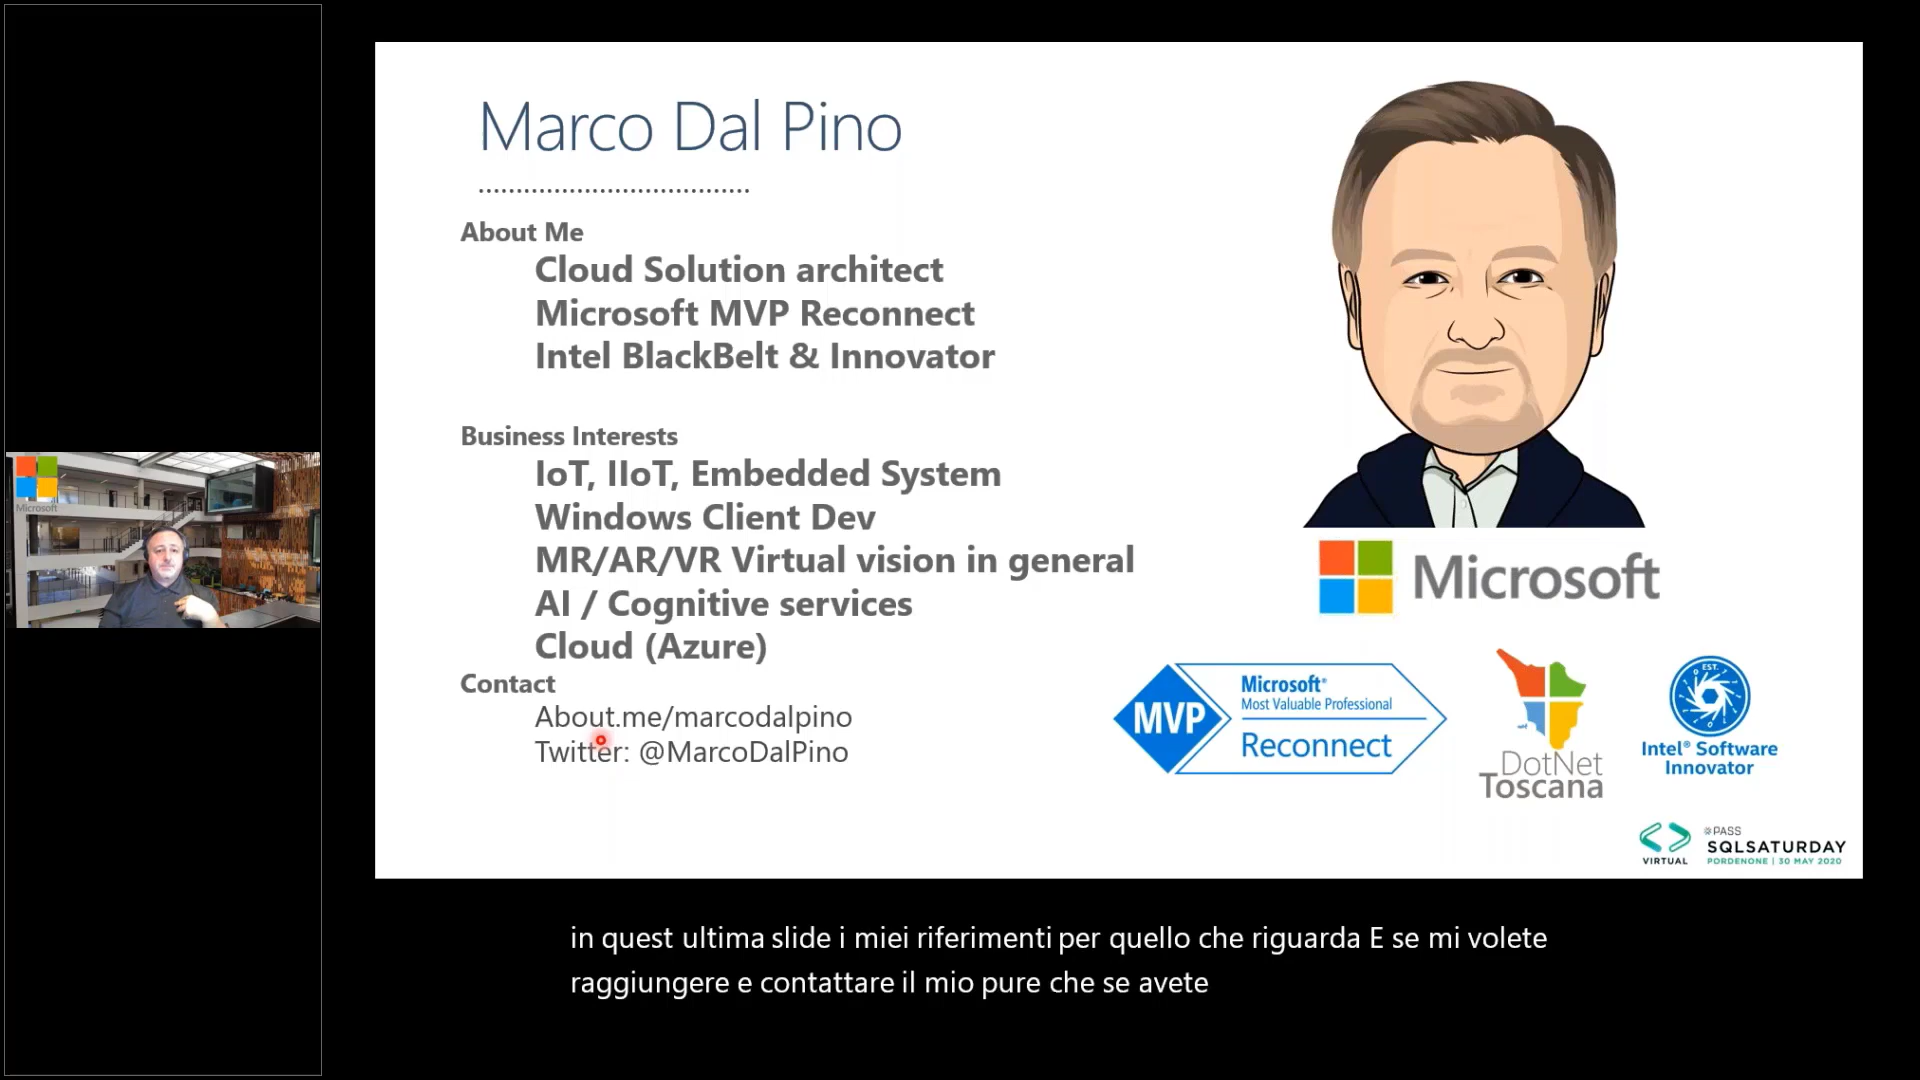 Microsoft
Marco Dal Pino
About Me
Cloud Solution architect
Microsoft MVP Reconnect
Intel BlackBelt & Innovator
Business Interests
IoT, IIoT, Embedded System
Windows Client Dev
MR/AR/VR Virtual vision in general
AI / Cognitive services
Cloud (Azure)
Contact
About.me/marcodalpino
Twitter: @MarcoDalPino
Microsoft
MVP
Microsoft®
Most Valuable Professional
Reconnect
DotNet
Toscana
EST.
Intel® Software
Innovator
VIRTUAL
PASS
SQLSATURDAY
PORDENONE | 30 MAY 2020
in quest ultima slide i miei riferimenti per quello che riguarda E se mi volete
raggiungere e contattare il mio pure che se avete